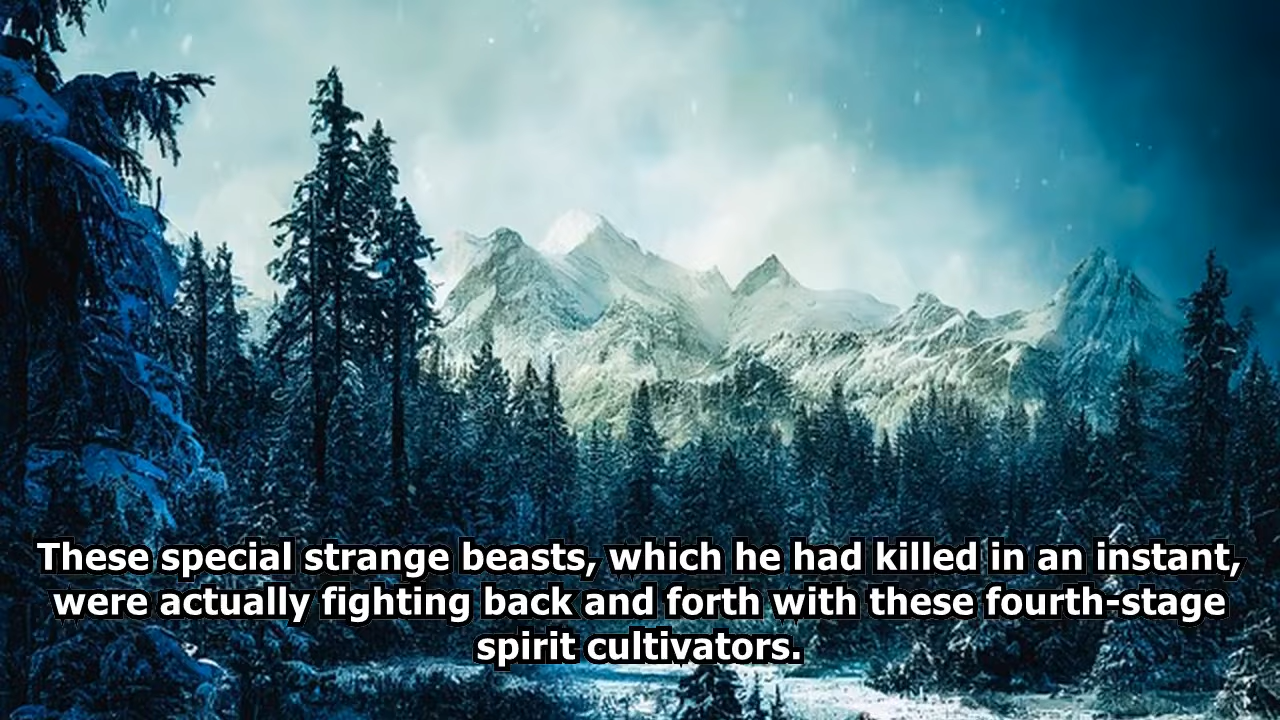 These special strange beasts, which he had killed in an instant,
were actually fighting back and forth with these fourth-stage
spirit cultivators.